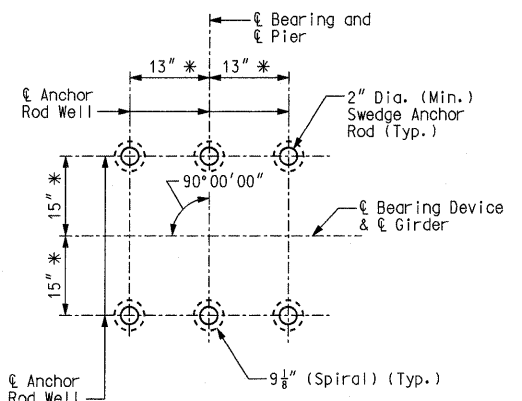 ℄ Bearing and
℄ Pier
13" * 13" *
℄ Anchor
Rod Well
2" Dia. (Min.)
Swedge Anchor
Rod (Typ.)
90°00'00"
15" *
℄ Bearing Device
& ℄ Girder
15" *
℄ Anchor
Rod Well
9⅛" (Spiral) (Typ.)